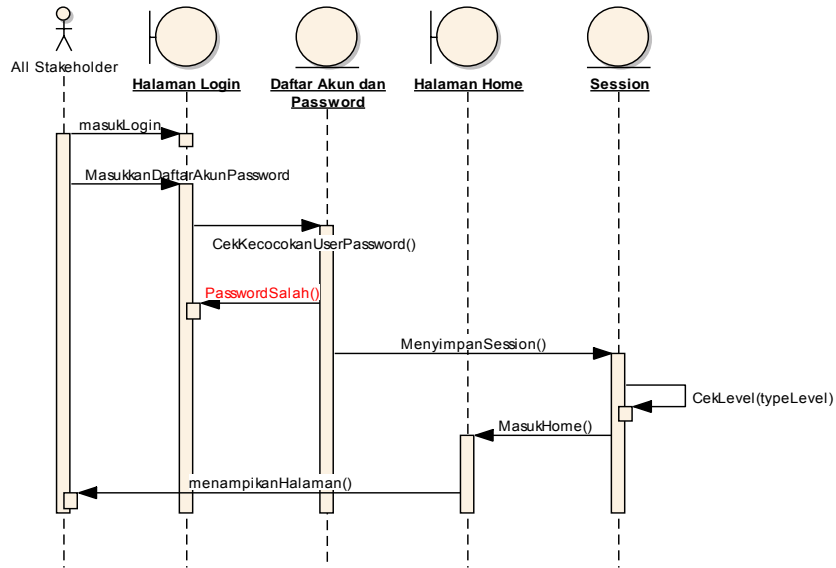 All Stakeholder
Halaman Login
Daftar Akun dan
Password
Halaman Home
Session
masukLogin
MasukkanDaftarAkunPassword
CekKecocokanUserPassword()
PasswordSalah()
MenyimpanSession()
CekLevel(typeLevel)
MasukHome()
menampikanHalaman()